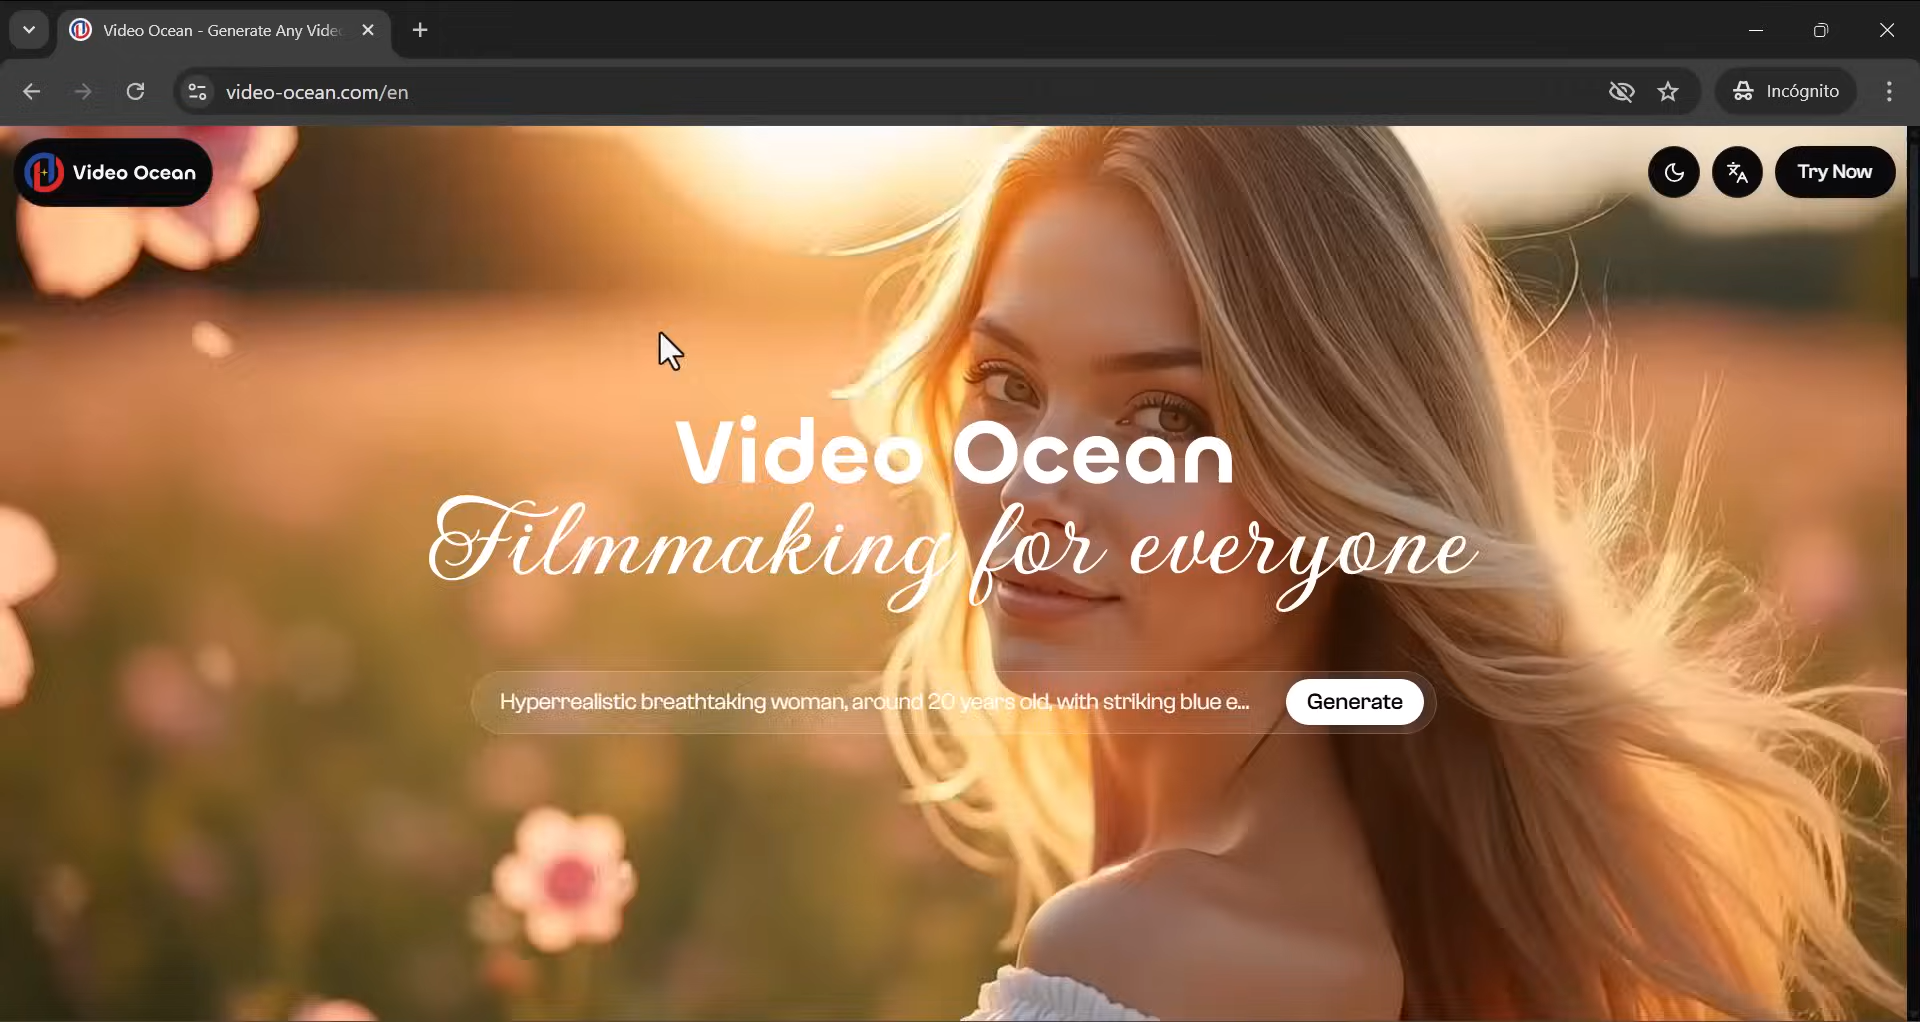 Video Ocean - Generate Any Vide
video-ocean.com/en
Incógnito
Video Ocean
Try Now
Video Ocean
Filmmaking for everyone
Hyperrealistic breathtaking woman, around 20 years old, with striking blue e...
Generate